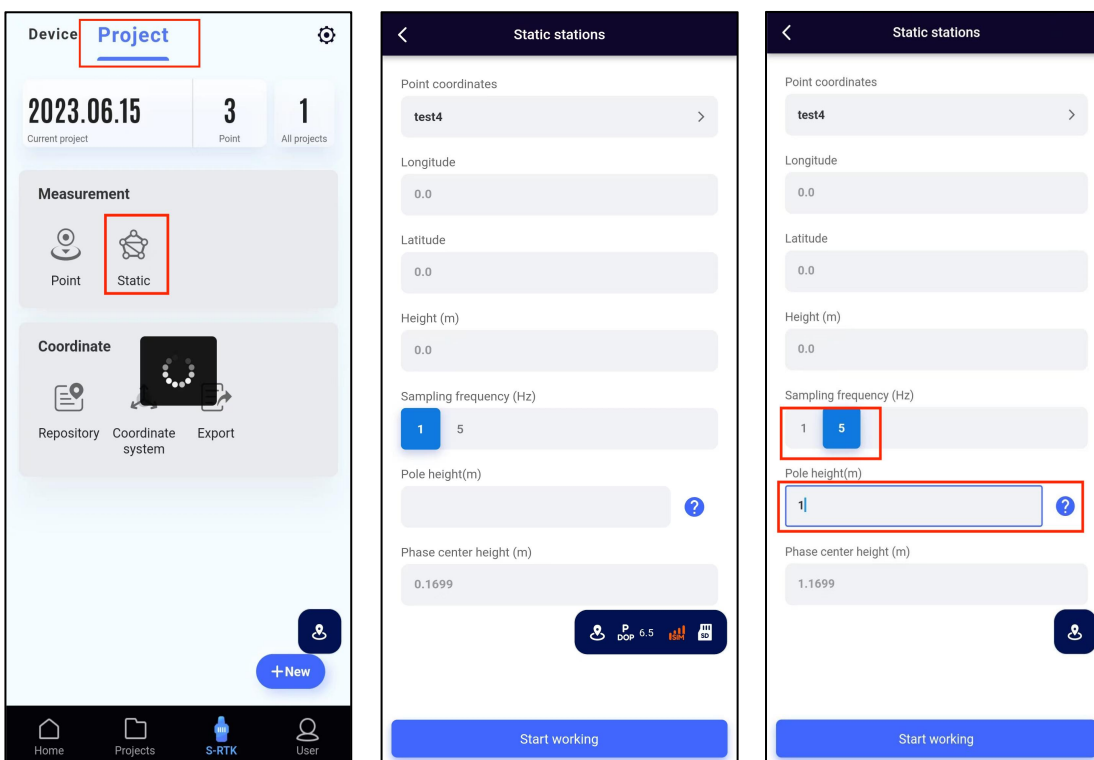 Device Project
2023.06.15
Current project
3
Point
1
All projects
Measurement
Point
Static
Coordinate
Repository
Coordinate
system
Export
+New
Home
Projects
S-RTK
User
Static stations
Point coordinates
test4
Longitude
0.0
Latitude
0.0
Height (m)
0.0
Sampling frequency (Hz)
1 5
Pole height(m)
?
Phase center height (m)
0.1699
P
DOP 6.5
SIM
SD
Start working
Static stations
Point coordinates
test4
Longitude
0.0
Latitude
0.0
Height (m)
0.0
Sampling frequency (Hz)
1 5
Pole height(m)
1
?
Phase center height (m)
1.1699
Start working